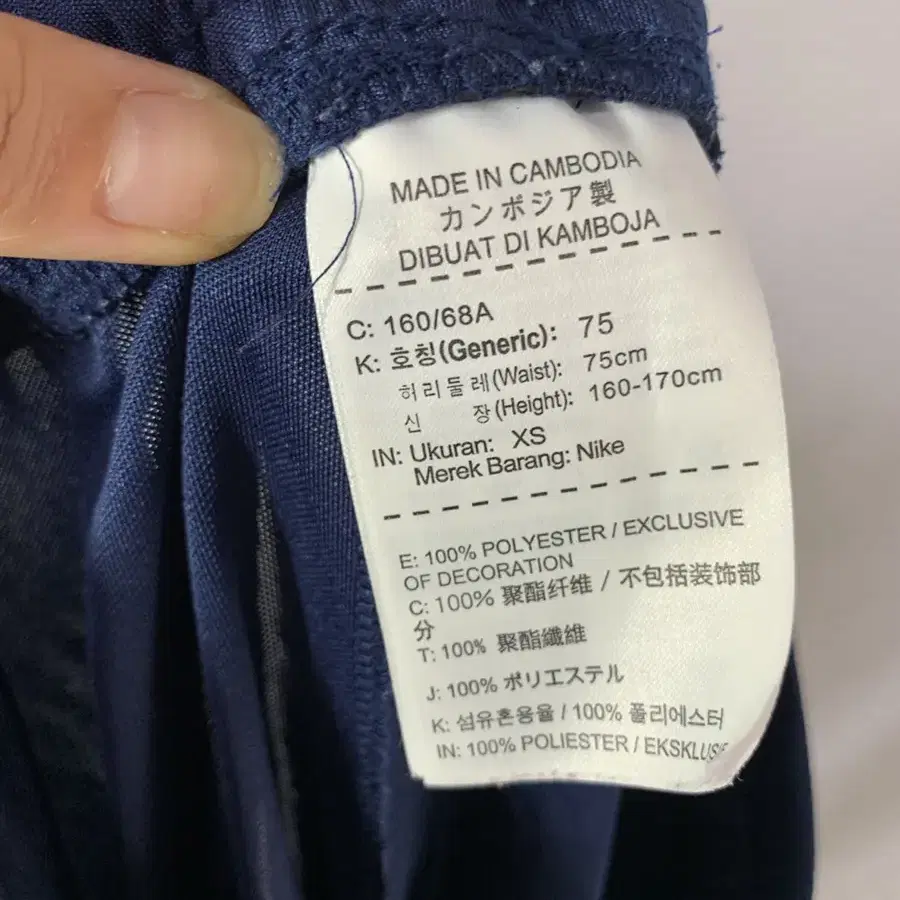 MADE IN CAMBODIA
カンボジア製
DIBUAT DI KAMBOJA
C: 160/68A
K: 호칭(Generic): 75
허리둘레(Waist): 75cm
신 장(Height): 160-170cm
IN: Ukuran: XS
Merek Barang: Nike
E: 100% POLYESTER / EXCLUSIVE
OF DECORATION
C: 100% 聚酯纤维 / 不包括装饰部
分
T: 100% 聚酯纖維
J: 100% ポリエステル
K: 섬유혼용율 / 100% 폴리에스터
IN: 100% POLIESTER /